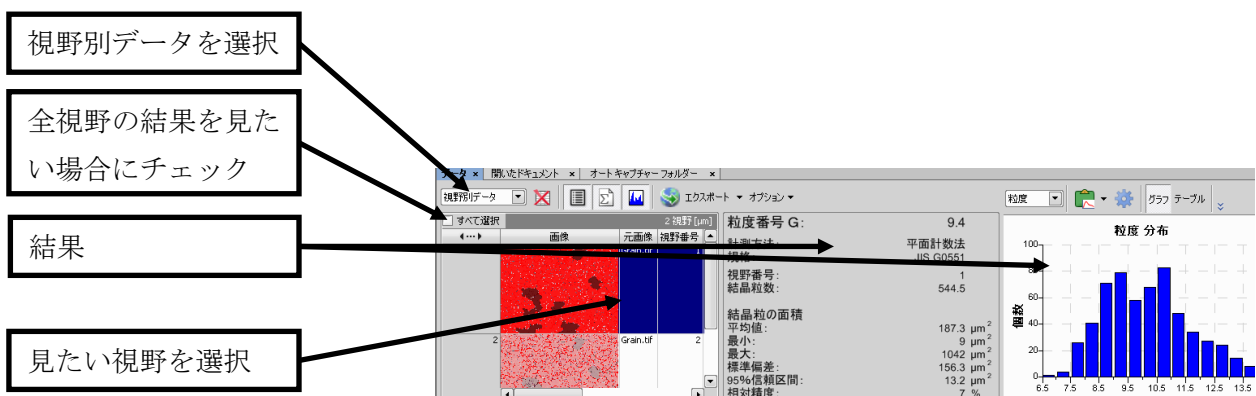 視野別データを選択
全視野の結果を見た
い場合にチェック
結果
見たい視野を選択
データ × 開いたドキュメント × オートキャプチャーフォルダー ×
視野別データ エクスポート オプション
すべて選択 2 視野 [µm]
画像 元画像 視野番号
Grain.tif 1
2 Grain.tif 2
粒度番号 G: 9.4
計測方法: 平面計数法
規格: JIS G0551
視野番号: 1
結晶粒数: 544.5
結晶粒の面積
平均値: 187.3 µm²
最小: 9 µm²
最大: 1042 µm²
標準偏差: 156.3 µm²
95%信頼区間: 13.2 µm²
相対精度: 7 %
粒度 グラフ テーブル
粒度 分布
個数
100
80
60
40
20
0
6.5 7.5 8.5 9.5 10.5 11.5 12.5 13.5